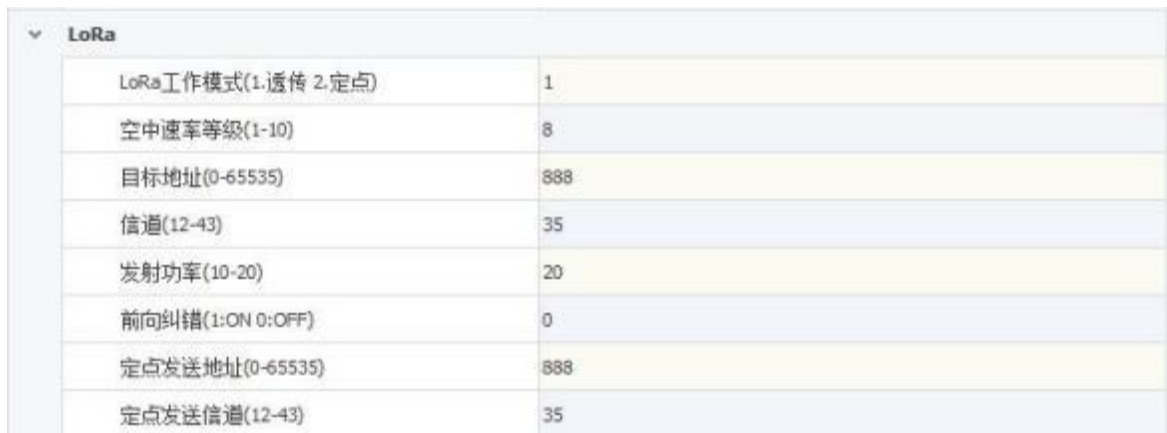 LoRa
LoRa工作模式(1.透传 2.定点) 1
空中速率等级(1-10) 8
目标地址(0-65535) 888
信道(12-43) 35
发射功率(10-20) 20
前向纠错(1:ON 0:OFF) 0
定点发送地址(0-65535) 888
定点发送信道(12-43) 35